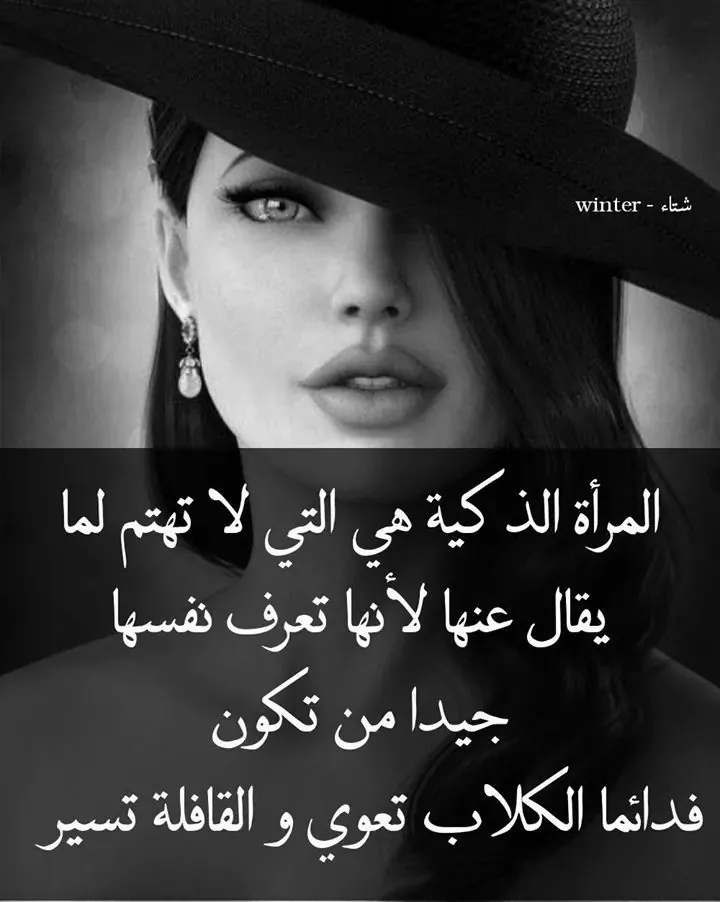 winter - شتاء
المرأة الذكية هي التي لا تهتم لما
يقال عنها لأنها تعرف نفسها
جيدا من تكون
فدائما الكلاب تعوي و القافلة تسير